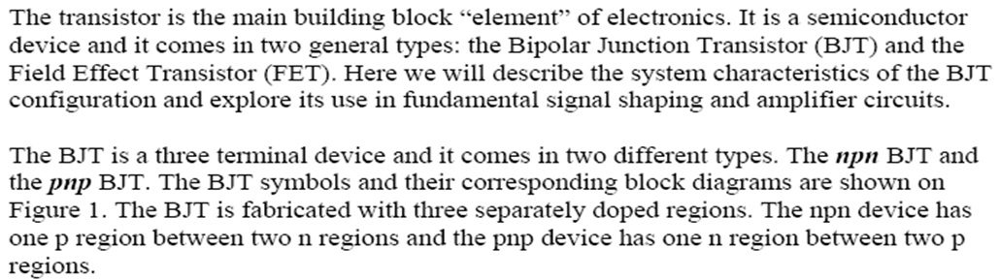 The transistor is the main building block “element” of electronics. It is a semiconductor
device and it comes in two general types: the Bipolar Junction Transistor (BJT) and the
Field Effect Transistor (FET). Here we will describe the system characteristics of the BJT
configuration and explore its use in fundamental signal shaping and amplifier circuits.
The BJT is a three terminal device and it comes in two different types. The npn BJT and
the pnp BJT. The BJT symbols and their corresponding block diagrams are shown on
Figure 1. The BJT is fabricated with three separately doped regions. The npn device has
one p region between two n regions and the pnp device has one n region between two p
regions.